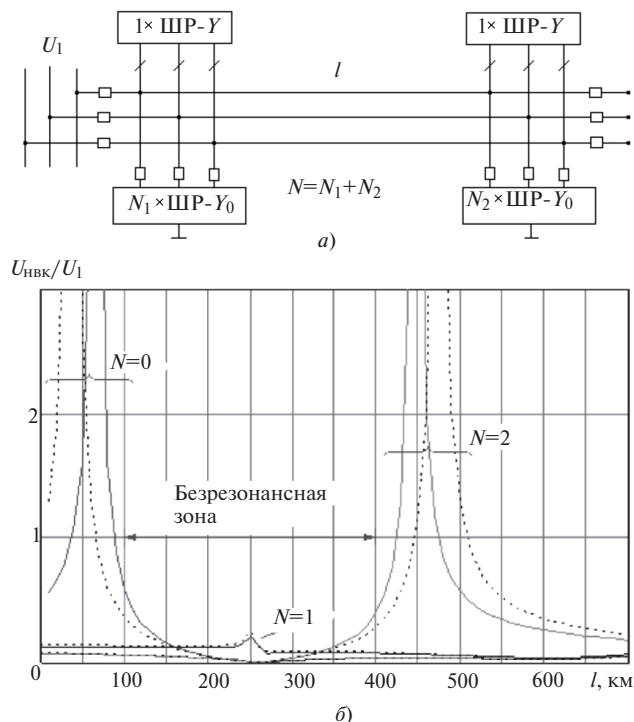 1× ШР-Y 1× ШР-Y
U₁
l
N₁×ШР-Y₀ N=N₁+N₂ N₂×ШР-Y₀
а)
Uнвк/U₁
N=0
2
N=2
Безрезонансная
зона
1
N=1
0 100 200 300 400 500 600 l, км
б)